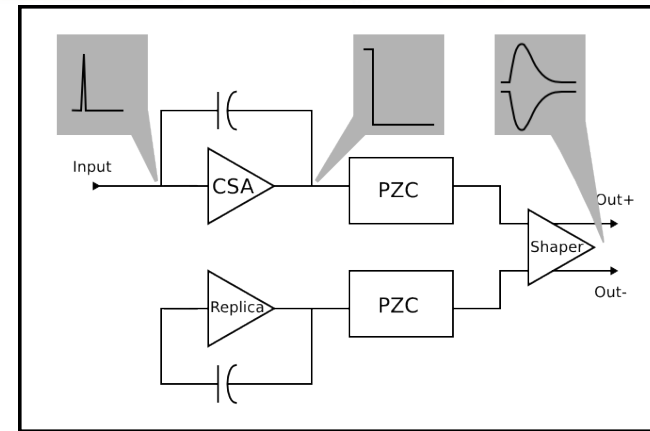 Input
CSA
PZC
Out+
Shaper
Replica
PZC
Out-